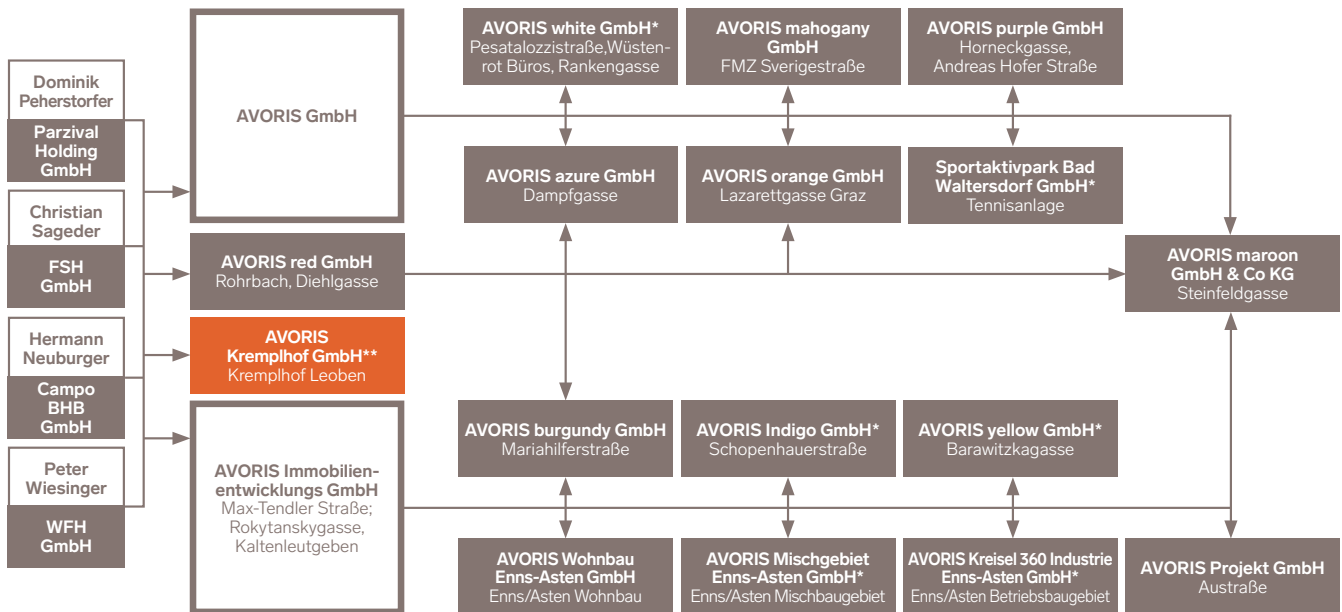 Dominik
Peherstorfer
Parzival
Holding
GmbH
Christian
Sageder
FSH
GmbH
Hermann
Neuburger
Campo
BHB
GmbH
Peter
Wiesinger
WFH
GmbH
AVORIS GmbH
AVORIS red GmbH
Rohrbach, Diehlgasse
AVORIS
Kremplhof GmbH**
Kremplhof Leoben
AVORIS Immobilien-
entwicklungs GmbH
Max-Tendler Straße;
Rokytanskygasse,
Kaltenleutgeben
AVORIS white GmbH*
Pesatalozzistraße,Wüsten-
rot Büros, Rankengasse
AVORIS mahogany
GmbH
FMZ Sverigestraße
AVORIS purple GmbH
Horneckgasse,
Andreas Hofer Straße
AVORIS azure GmbH
Dampfgasse
AVORIS orange GmbH
Lazarettgasse Graz
Sportaktivpark Bad
Waltersdorf GmbH*
Tennisanlage
AVORIS maroon
GmbH & Co KG
Steinfeldgasse
AVORIS burgundy GmbH
Mariahilferstraße
AVORIS Indigo GmbH*
Schopenhauerstraße
AVORIS yellow GmbH*
Barawitzkagasse
AVORIS Wohnbau
Enns-Asten GmbH
Enns/Asten Wohnbau
AVORIS Mischgebiet
Enns-Asten GmbH*
Enns/Asten Mischbaugebiet
AVORIS Kreisel 360 Industrie
Enns-Asten GmbH*
Enns/Asten Betriebsbaugebiet
AVORIS Projekt GmbH
Austraße